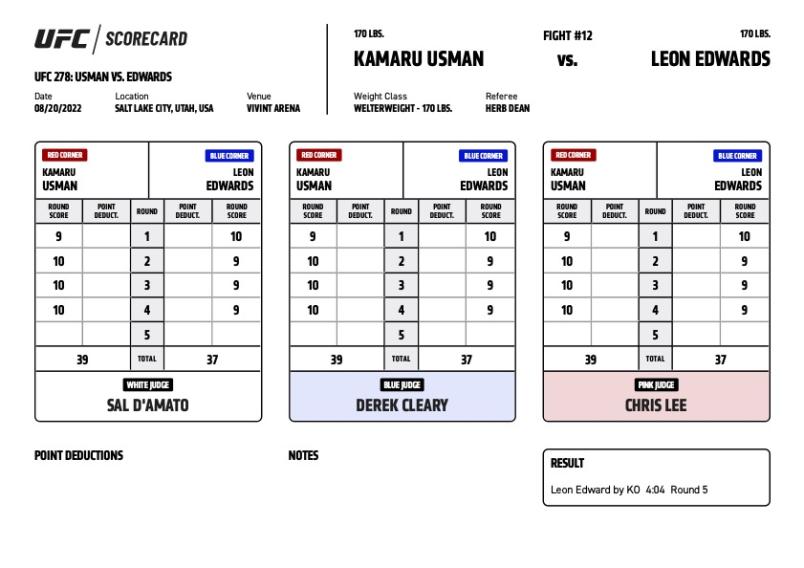 UFC / SCORECARD
UFC 278: USMAN VS. EDWARDS
Date Location Venue
08/20/2022 SALT LAKE CITY, UTAH, USA VIVINT ARENA
170 LBS. FIGHT #12 170 LBS.
KAMARU USMAN vs. LEON EDWARDS
Weight Class Referee
WELTERWEIGHT - 170 LBS. HERB DEAN
RED CORNER BLUE CORNER
KAMARU LEON
USMAN EDWARDS
ROUND SCORE POINT DEDUCT. ROUND POINT DEDUCT. ROUND SCORE
9 1 10
10 2 9
10 3 9
10 4 9
5
39 TOTAL 37
WHITE JUDGE
SAL D'AMATO
RED CORNER BLUE CORNER
KAMARU LEON
USMAN EDWARDS
ROUND SCORE POINT DEDUCT. ROUND POINT DEDUCT. ROUND SCORE
9 1 10
10 2 9
10 3 9
10 4 9
5
39 TOTAL 37
BLUE JUDGE
DEREK CLEARY
RED CORNER BLUE CORNER
KAMARU LEON
USMAN EDWARDS
ROUND SCORE POINT DEDUCT. ROUND POINT DEDUCT. ROUND SCORE
9 1 10
10 2 9
10 3 9
10 4 9
5
39 TOTAL 37
PINK JUDGE
CHRIS LEE
POINT DEDUCTIONS
NOTES
RESULT
Leon Edward by KO 4:04 Round 5